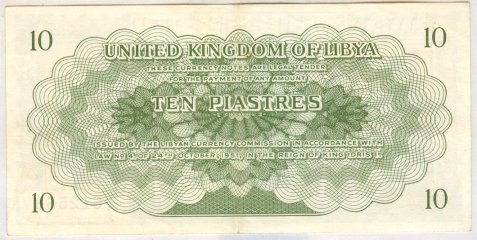 10
10
UNITED KINGDOM OF LIBYA
THESE CURRENCY NOTES ARE LEGAL TENDER
FOR THE PAYMENT OF ANY AMOUNT
TEN PIASTRES
ISSUED BY THE LIBYAN CURRENCY COMMISSION IN ACCORDANCE WITH
LAW No 4 OF 24TH OCTOBER, 1951, IN THE REIGN OF KING IDRIS I.
10
10